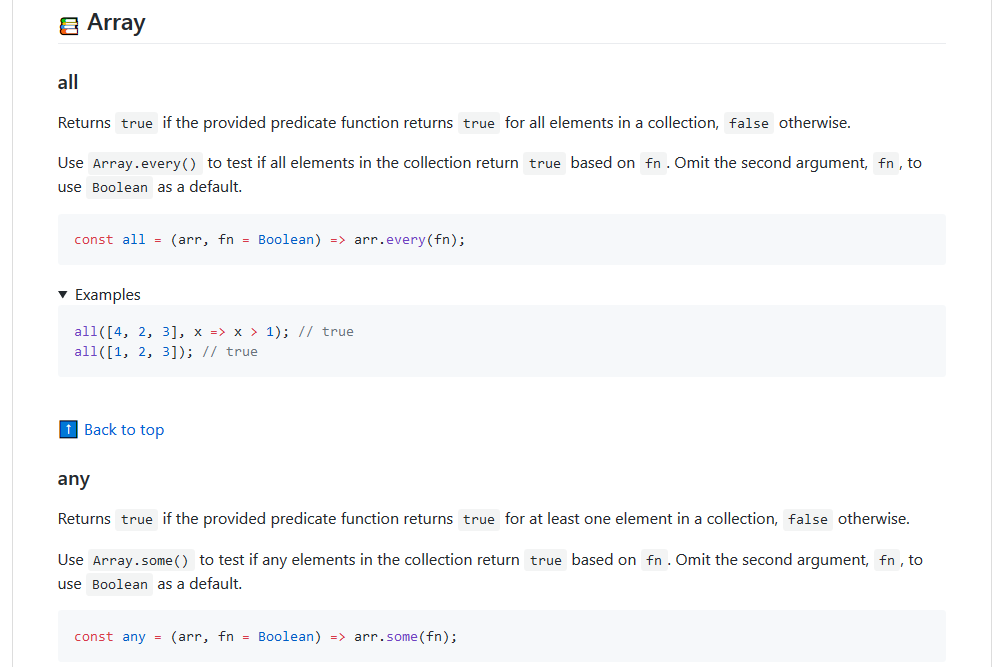 Array
all
Returns true if the provided predicate function returns true for all elements in a collection, false otherwise.
Use Array.every() to test if all elements in the collection return true based on fn. Omit the second argument, fn, to
use Boolean as a default.
const all = (arr, fn = Boolean) => arr.every(fn);
▼ Examples
all([4, 2, 3], x => x > 1); // true
all([1, 2, 3]); // true
⬆ Back to top
any
Returns true if the provided predicate function returns true for at least one element in a collection, false otherwise.
Use Array.some() to test if any elements in the collection return true based on fn. Omit the second argument, fn, to
use Boolean as a default.
const any = (arr, fn = Boolean) => arr.some(fn);